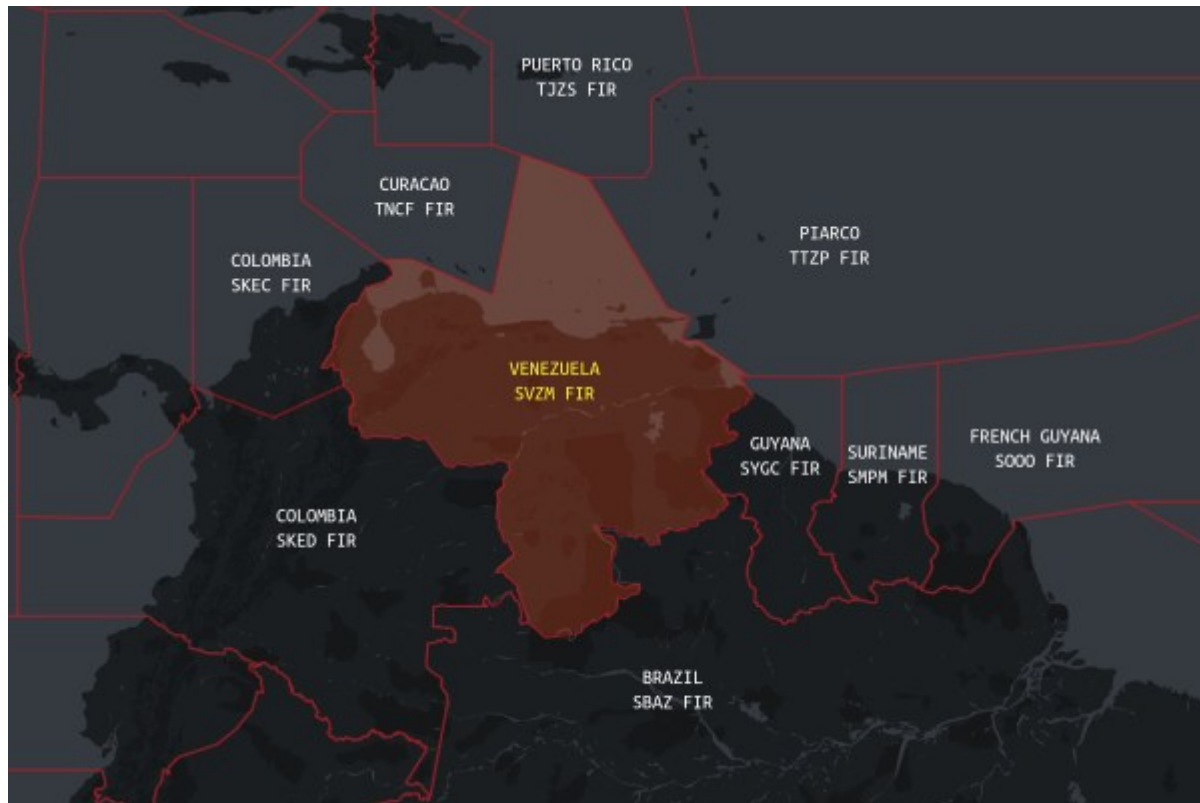 PUERTO RICO
TJZS FIR
CURACAO
TNCF FIR
PIARCO
TTZP FIR
COLOMBIA
SKEC FIR
VENEZUELA
SVZM FIR
GUYANA
SYGC FIR
SURINAME
SMPM FIR
FRENCH GUYANA
SOOO FIR
COLOMBIA
SKED FIR
BRAZIL
SBAZ FIR